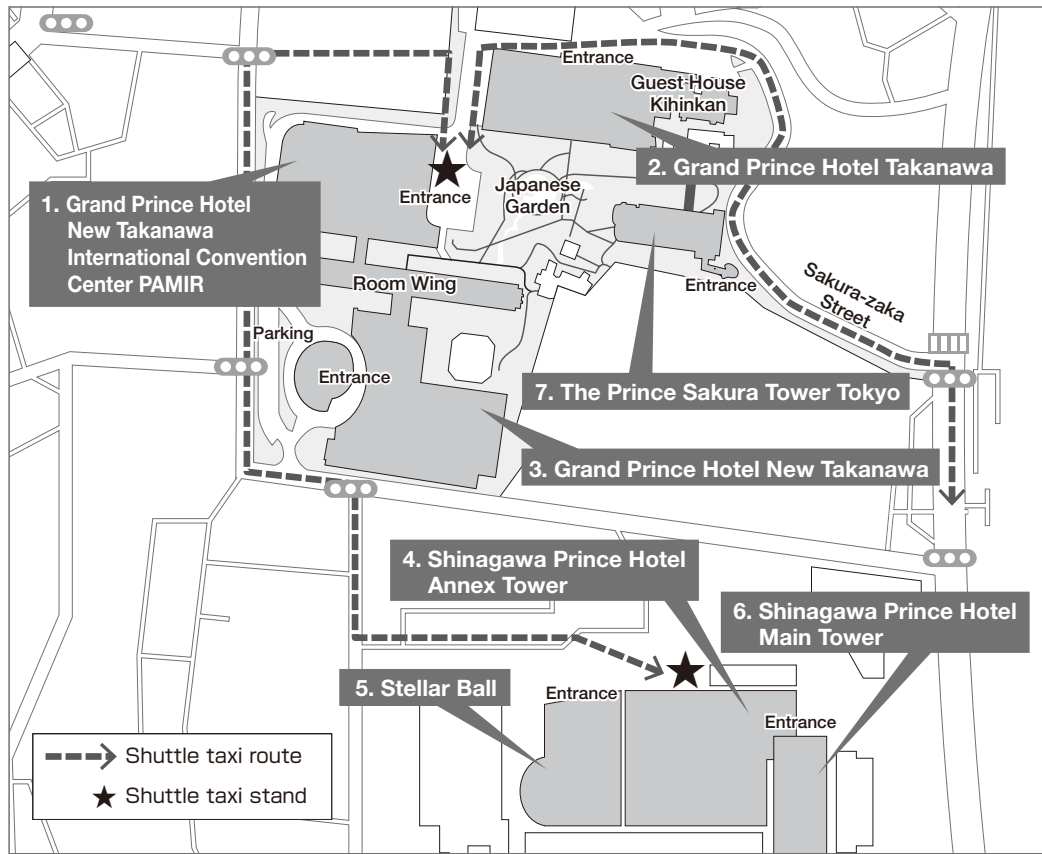 Entrance
Guest House
Kihinkan
2. Grand Prince Hotel Takanawa
Entrance
Japanese
Garden
1. Grand Prince Hotel
New Takanawa
International Convention
Center PAMIR
Room Wing
Entrance
Sakura-zaka
Street
Parking
Entrance
7. The Prince Sakura Tower Tokyo
3. Grand Prince Hotel New Takanawa
4. Shinagawa Prince Hotel
Annex Tower
6. Shinagawa Prince Hotel
Main Tower
5. Stellar Ball
Entrance
Entrance
Shuttle taxi route
Shuttle taxi stand